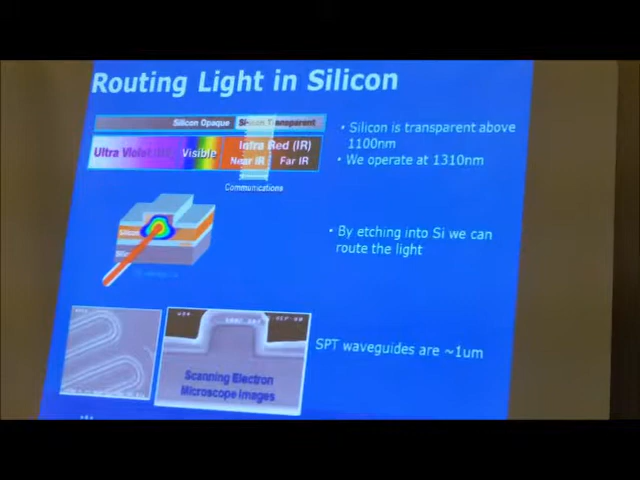 Routing Light in Silicon
Silicon Opaque
Silicon Transparent
Ultra Violet
Visible
Infra Red (IR)
Near IR Far IR
Communications
• Silicon is transparent above
1100nm
• We operate at 1310nm
Silicon
• By etching into Si we can
route the light
SPT waveguides are ~1um
Scanning Electron
Microscope Images